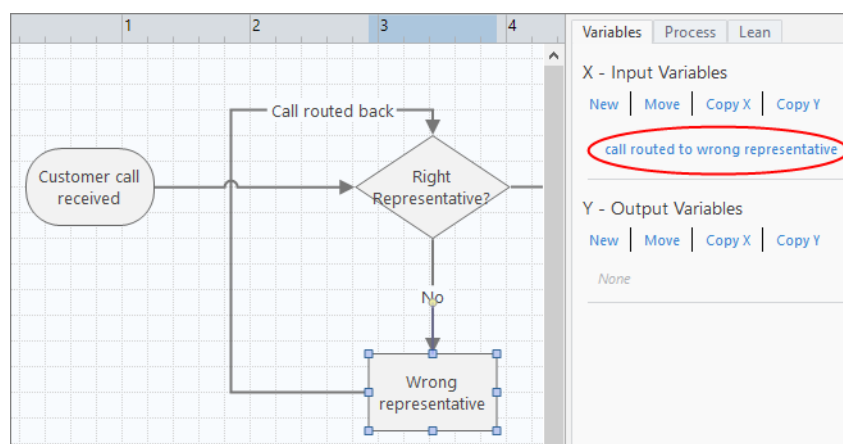 1 2 3 4
Call routed back
Customer call
received
Right
Representative?
No
Wrong
representative
Variables Process Lean
X - Input Variables
New Move Copy X Copy Y
call routed to wrong representative
Y - Output Variables
New Move Copy X Copy Y
None